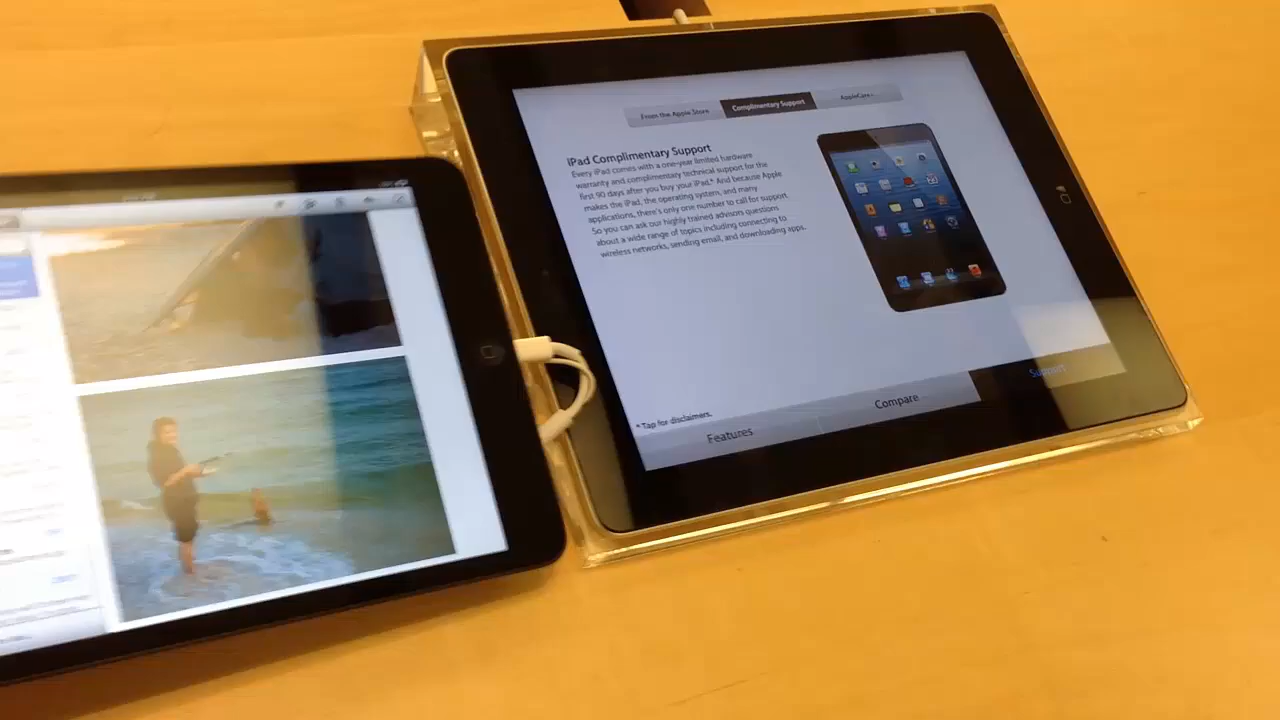 From the Apple Store
Complimentary Support
AppleCare+
iPad Complimentary Support
Every iPad comes with a one-year limited hardware
warranty and complimentary technical support for the
first 90 days after you buy your iPad.* And because Apple
makes the iPad, the operating system, and many
applications, there's only one number to call for support.
So you can ask our highly trained advisors questions
about a wide range of topics including connecting to
wireless networks, sending email, and downloading apps.
* Tap for disclaimers.
Features
Compare
Support